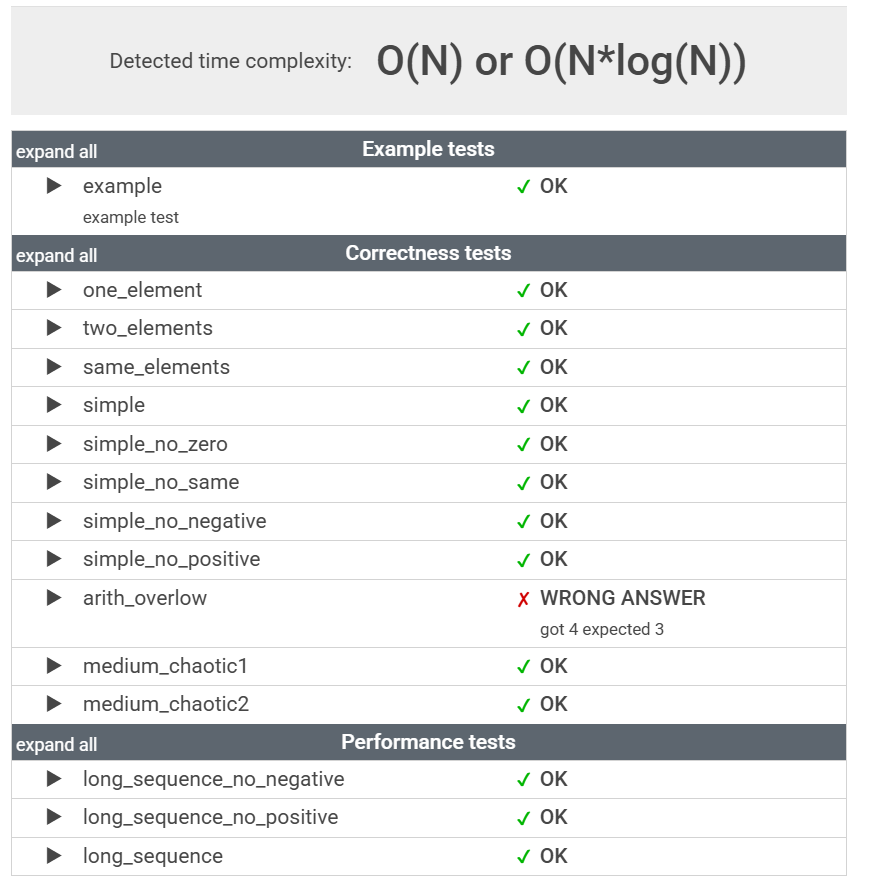 Detected time complexity: O(N) or O(N*log(N))
expand all Example tests
▶ example ✓ OK
example test
expand all Correctness tests
▶ one_element ✓ OK
▶ two_elements ✓ OK
▶ same_elements ✓ OK
▶ simple ✓ OK
▶ simple_no_zero ✓ OK
▶ simple_no_same ✓ OK
▶ simple_no_negative ✓ OK
▶ simple_no_positive ✓ OK
▶ arith_overlow ✗ WRONG ANSWER
got 4 expected 3
▶ medium_chaotic1 ✓ OK
▶ medium_chaotic2 ✓ OK
expand all Performance tests
▶ long_sequence_no_negative ✓ OK
▶ long_sequence_no_positive ✓ OK
▶ long_sequence ✓ OK